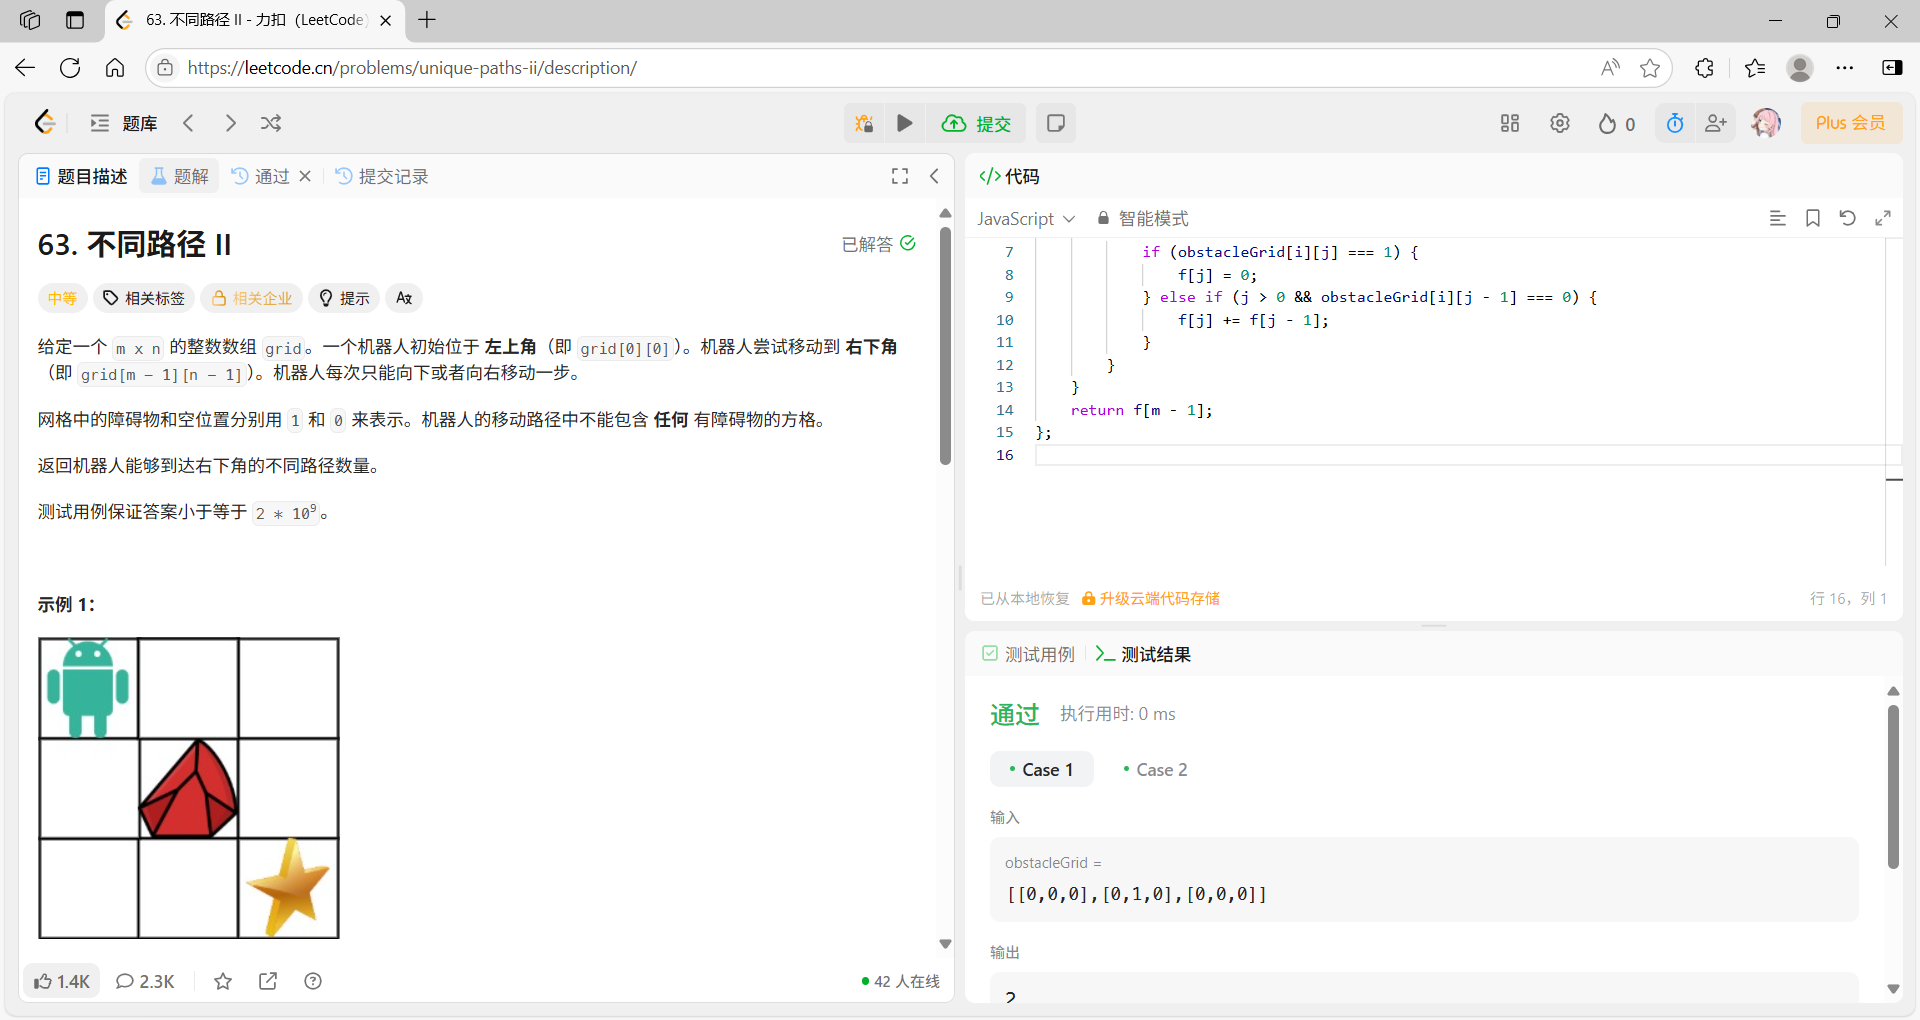 63. 不同路径 II - 力扣 (LeetCode)
https://leetcode.cn/problems/unique-paths-ii/description/
题库
提交
0
Plus 会员
题目描述
题解
通过
提交记录
63. 不同路径 II
已解答
中等
相关标签
相关企业
提示
给定一个 m x n 的整数数组 grid。一个机器人初始位于 左上角（即 grid[0][0]）。机器人尝试移动到 右下角
（即 grid[m - 1][n - 1]）。机器人每次只能向下或者向右移动一步。
网格中的障碍物和空位置分别用 1 和 0 来表示。机器人的移动路径中不能包含 任何 有障碍物的方格。
返回机器人能够到达右下角的不同路径数量。
测试用例保证答案小于等于 2 * 10⁹。
示例 1：
1.4K
2.3K
42 人在线
</> 代码
JavaScript
智能模式
7 if (obstacleGrid[i][j] === 1) {
8 f[j] = 0;
9 } else if (j > 0 && obstacleGrid[i][j - 1] === 0) {
10 f[j] += f[j - 1];
11 }
12 }
13 }
14 return f[m - 1];
15 };
16
已从本地恢复
升级云端代码存储
行 16，列 1
测试用例
测试结果
通过
执行用时: 0 ms
Case 1
Case 2
输入
obstacleGrid =
[[0,0,0],[0,1,0],[0,0,0]]
输出
2